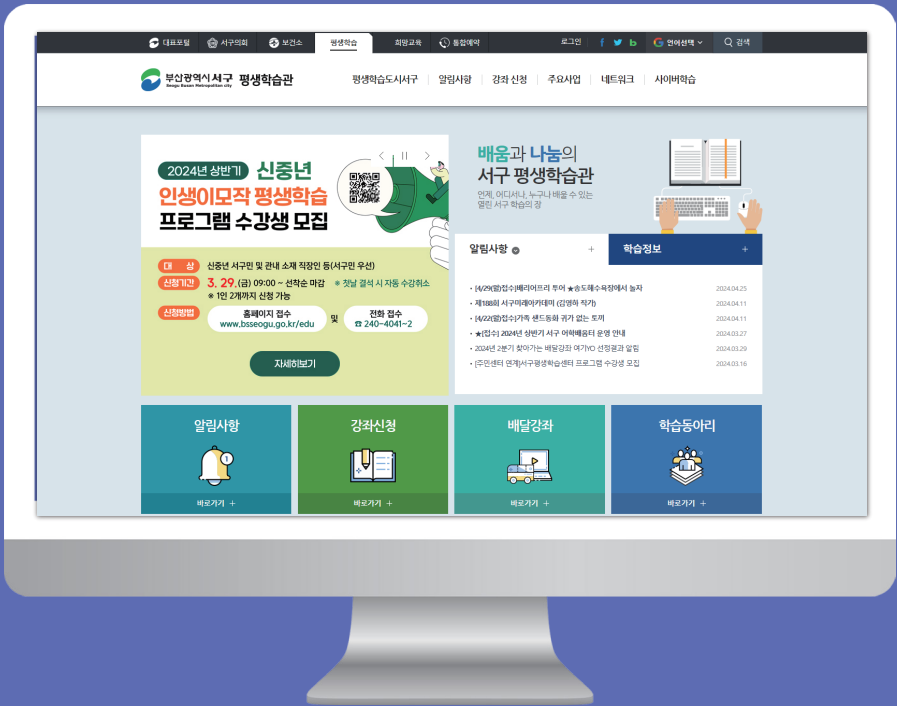 대표포털 서구의회 보건소 평생학습 희망교육 통합예약 로그인 언어선택 검색
부산광역시 서구 평생학습관
Seogu Busan Metropolitan city
평생학습도시서구 알림사항 강좌 신청 주요사업 네트워크 사이버학습
2024년 상반기 신중년
인생이모작 평생학습
프로그램 수강생 모집
대 상 신중년 서구민 및 관내 소재 직장인 등(서구민 우선)
신청기간 3. 29.(금) 09:00 ~ 선착순 마감 ※ 첫날 결석 시 자동 수강취소
※ 1인 2개까지 신청 가능
신청방법 홈페이지 접수 및 전화 접수
www.bsseogu.go.kr/edu ☎ 240-4041~2
자세히보기
배움과 나눔의
서구 평생학습관
언제, 어디서나, 누구나 배울 수 있는
열린 서구 학습의 장
알림사항 + 학습정보 +
• [4/29(월)접수]배리어프리 투어 ★송도해수욕장에서 놀자 2024.04.25
• 제188회 서구미래아카데미 (김영하 작가) 2024.04.11
• [4/22(월)접수]가족 샌드동화 귀가 없는 토끼 2024.04.11
• ★[접수] 2024년 상반기 서구 어학배움터 운영 안내 2024.03.27
• 2024년 2분기 찾아가는 배달강좌 여기YO 선정결과 알림 2024.03.29
• [주민센터 연계]서구평생학습센터 프로그램 수강생 모집 2024.03.16
알림사항 강좌신청 배달강좌 학습동아리
1
바로가기 + 바로가기 + 바로가기 + 바로가기 +